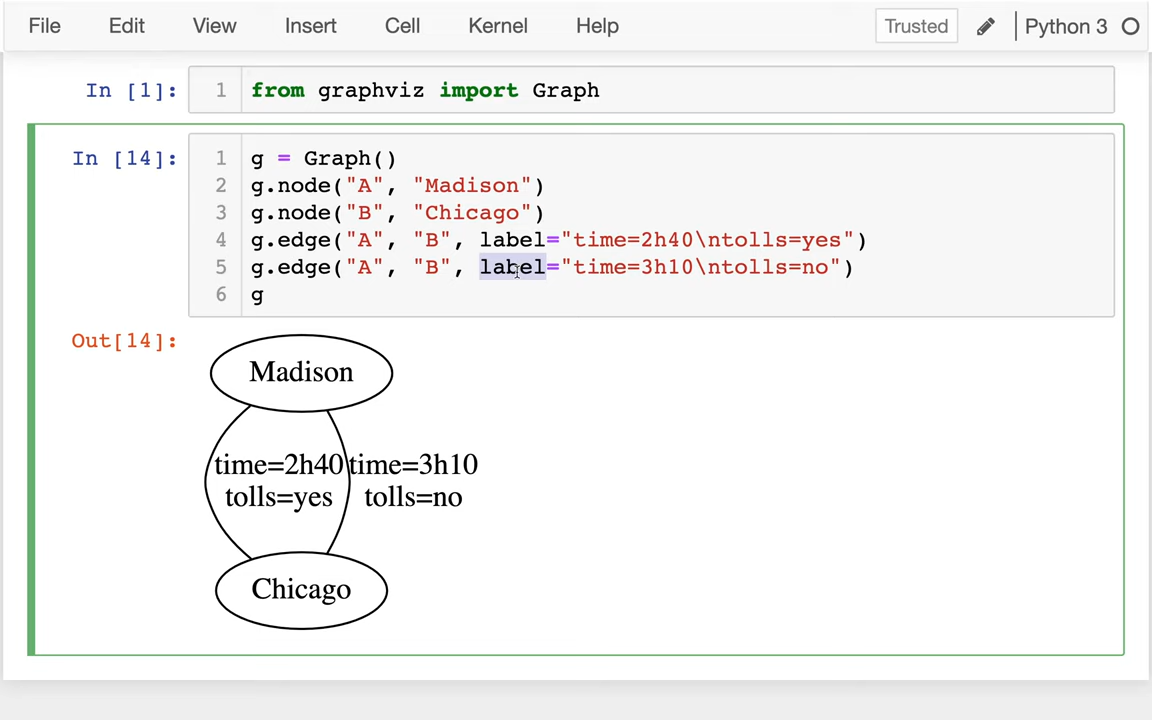 File Edit View Insert Cell Kernel Help Trusted Python 3
In [1]: 1 from graphviz import Graph
In [14]: 1 g = Graph()
2 g.node("A", "Madison")
3 g.node("B", "Chicago")
4 g.edge("A", "B", label="time=2h40\ntolls=yes")
5 g.edge("A", "B", label="time=3h10\ntolls=no")
6 g
Out[14]:
Madison
time=2h40 time=3h10
tolls=yes tolls=no
Chicago